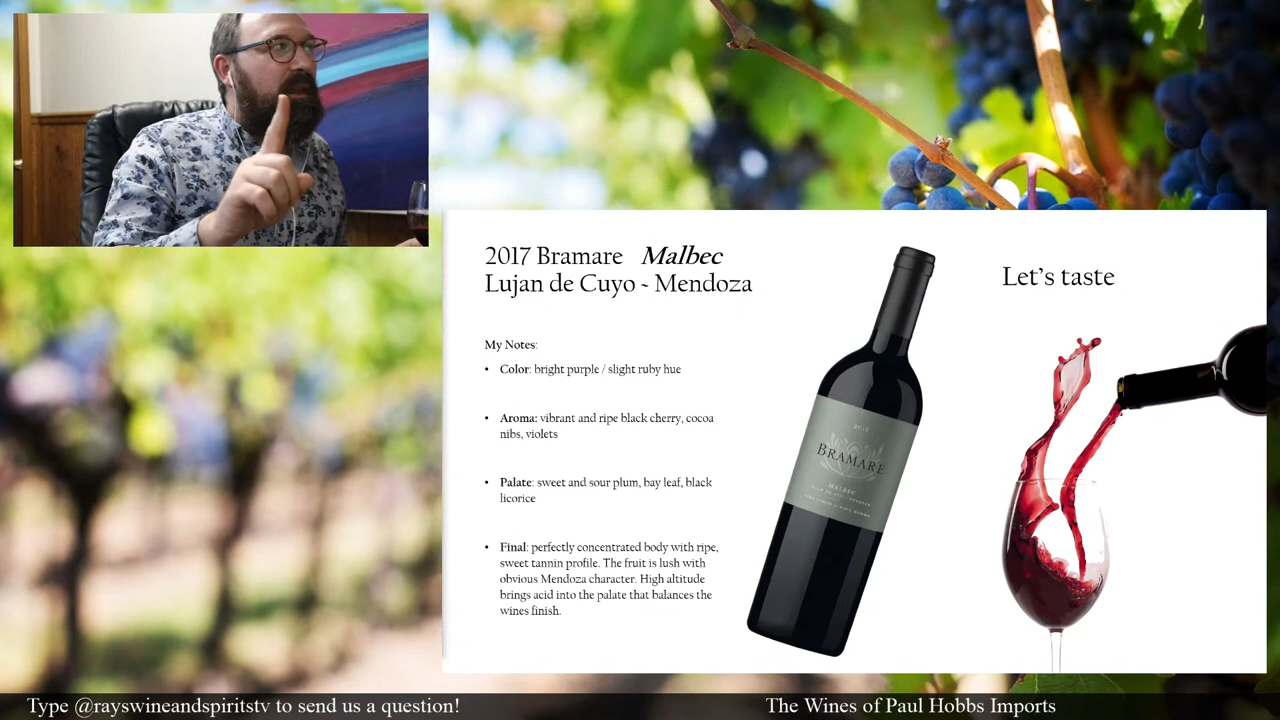 2017 Bramare Malbec
Lujan de Cuyo ~ Mendoza
Let's taste
My Notes:
• Color: bright purple / slight ruby hue
• Aroma: vibrant and ripe black cherry, cocoa
nibs, violets
• Palate: sweet and sour plum, bay leaf, black
licorice
• Final: perfectly concentrated body with ripe,
sweet tannin profile. The fruit is lush with
obvious Mendoza character. High altitude
brings acid into the palate that balances the
wines finish.
BRAMARE
MALBEC
Type @rayswineandspiritstv to send us a question!
The Wines of Paul Hobbs Imports